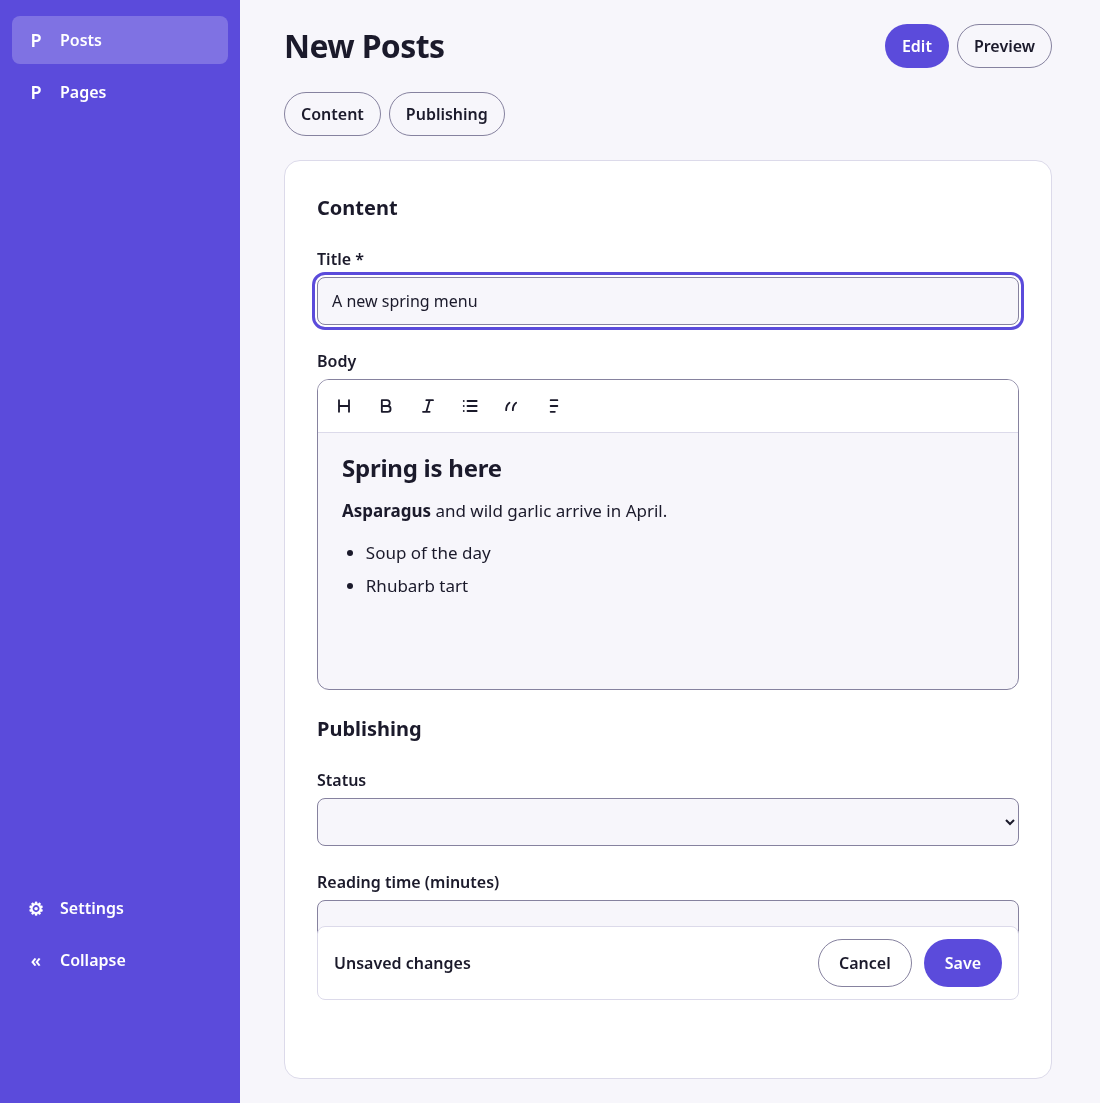 P Posts
P Pages
⚙ Settings
« Collapse
New Posts
Edit
Preview
Content
Publishing
Content
Title *
A new spring menu
Body
H B I
Spring is here
Asparagus and wild garlic arrive in April.
• Soup of the day
• Rhubarb tart
Publishing
Status
Reading time (minutes)
Unsaved changes
Cancel
Save